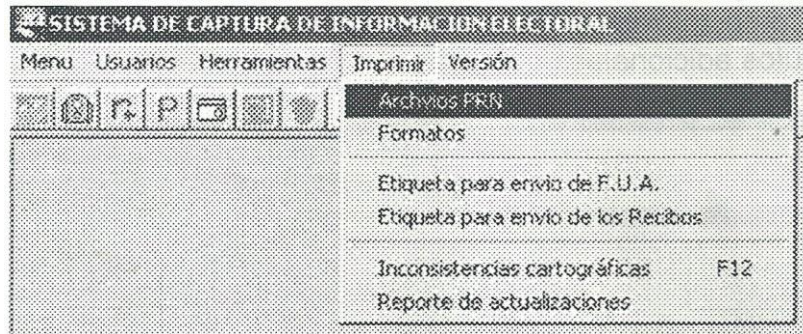 SISTEMA DE CAPTURA DE INFORMACION ELECTORAL
Menu Usuarios Herramientas Imprimir Versión
P
Archvios PRN
Formatos
Etiqueta para envio de F.U.A.
Etiqueta para envio de los Recibos
Inconsistencias cartográficas F12
Reporte de actualizaciones